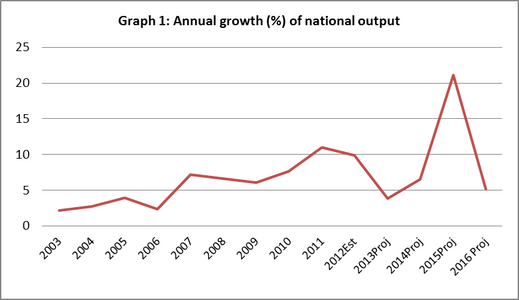 Graph 1: Annual growth (%) of national output
25
20
15
10
5
0
2003
2004
2005
2006
2007
2008
2009
2010
2011
2012Est
2013Proj
2014Proj
2015Proj
2016 Proj